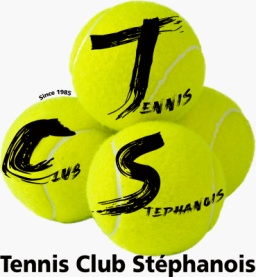 Since 1985
TENNIS
CLUB
STEPHANOIS
Tennis Club Stéphanois